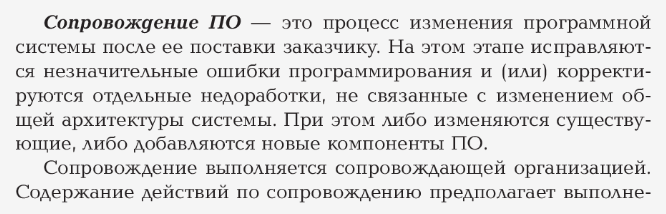 Сопровождение ПО — это процесс изменения программной
системы после ее поставки заказчику. На этом этапе исправляют-
ся незначительные ошибки программирования и (или) корректи-
руются отдельные недоработки, не связанные с изменением об-
щей архитектуры системы. При этом либо изменяются существу-
ющие, либо добавляются новые компоненты ПО.
Сопровождение выполняется сопровождающей организацией.
Содержание действий по сопровождению предполагает выполне-